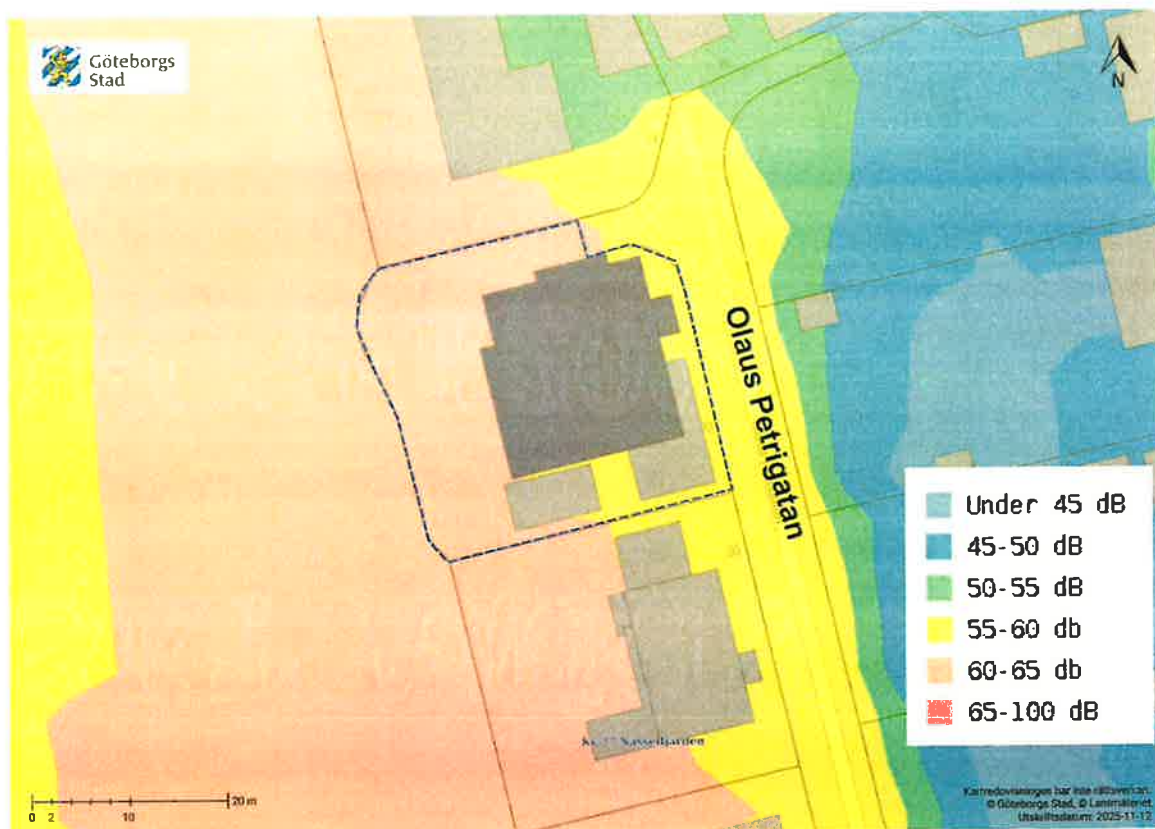 Göteborgs
Stad
N
Olaus Petrigatan
Under 45 dB
45-50 dB
50-55 dB
55-60 db
60-65 db
65-100 dB
0 2 10 20 m
Kartredovisningen har inte rättsverkan.
© Göteborgs Stad, © Lantmäteriet
Utskriftsdatum: 2025-11-12